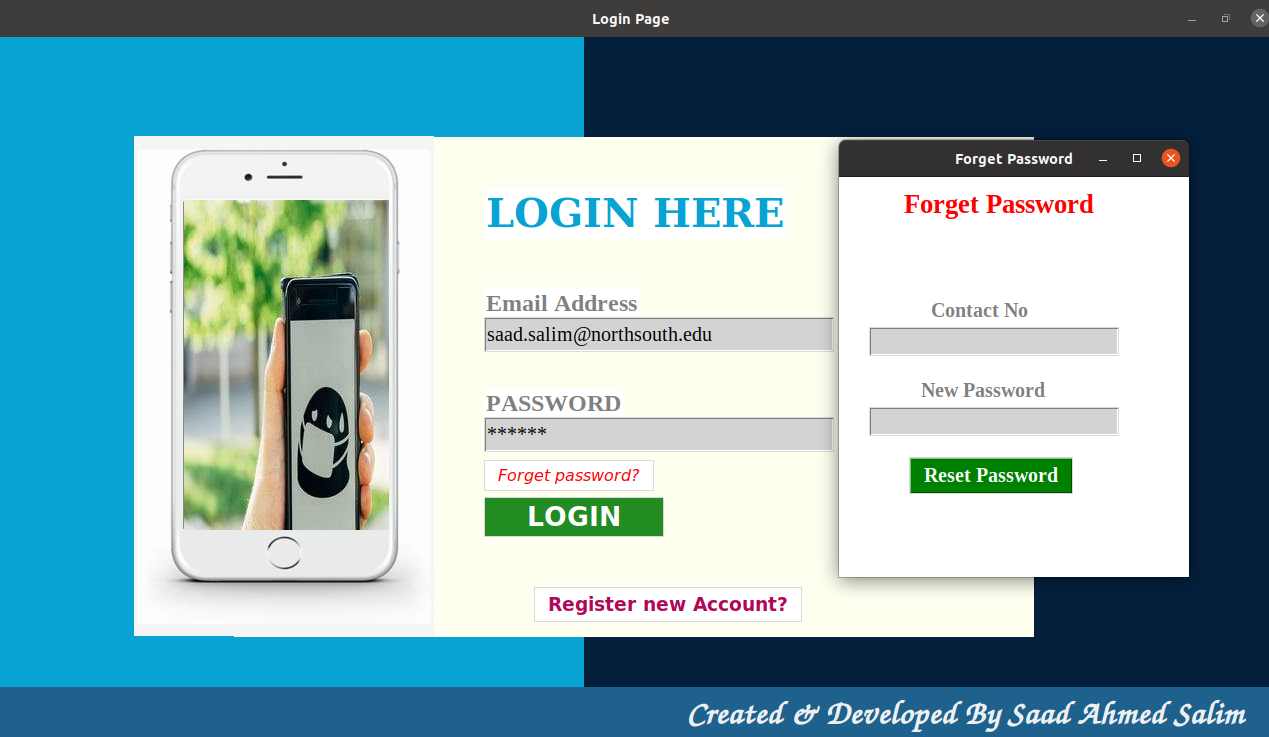 Login Page
LOGIN HERE
Email Address
saad.salim@northsouth.edu
PASSWORD
******
Forget password?
LOGIN
Register new Account?
Forget Password
Forget Password
Contact No
New Password
Reset Password
Created & Developed By Saad Ahmed Salim